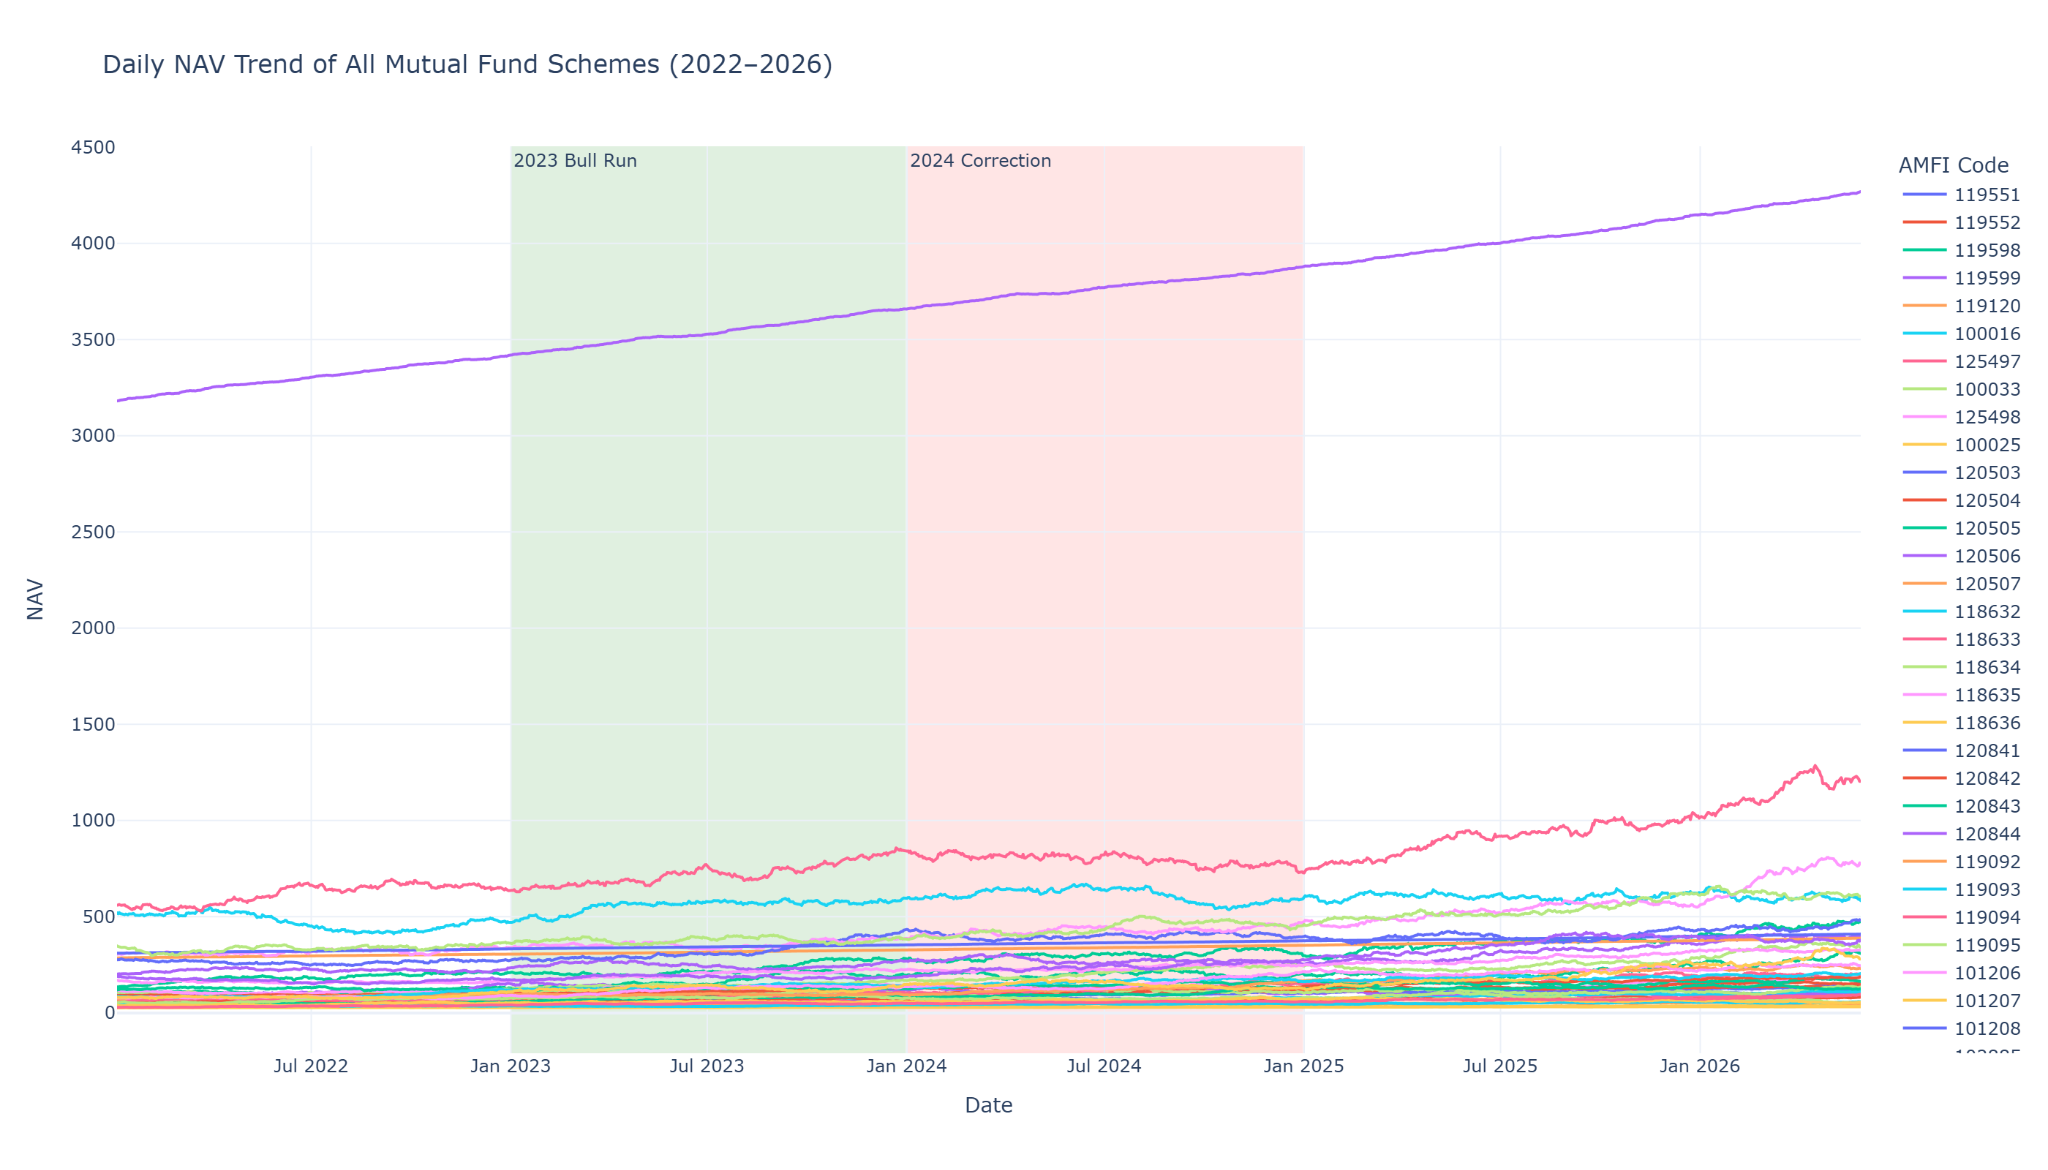 Daily NAV Trend of All Mutual Fund Schemes (2022–2026)
2023 Bull Run
2024 Correction
4500
4000
3500
3000
2500
2000
1500
1000
500
0
NAV
Jul 2022
Jan 2023
Jul 2023
Jan 2024
Jul 2024
Jan 2025
Jul 2025
Jan 2026
Date
AMFI Code
119551
119552
119598
119599
119120
100016
125497
100033
125498
100025
120503
120504
120505
120506
120507
118632
118633
118634
118635
118636
120841
120842
120843
120844
119092
119093
119094
119095
101206
101207
101208